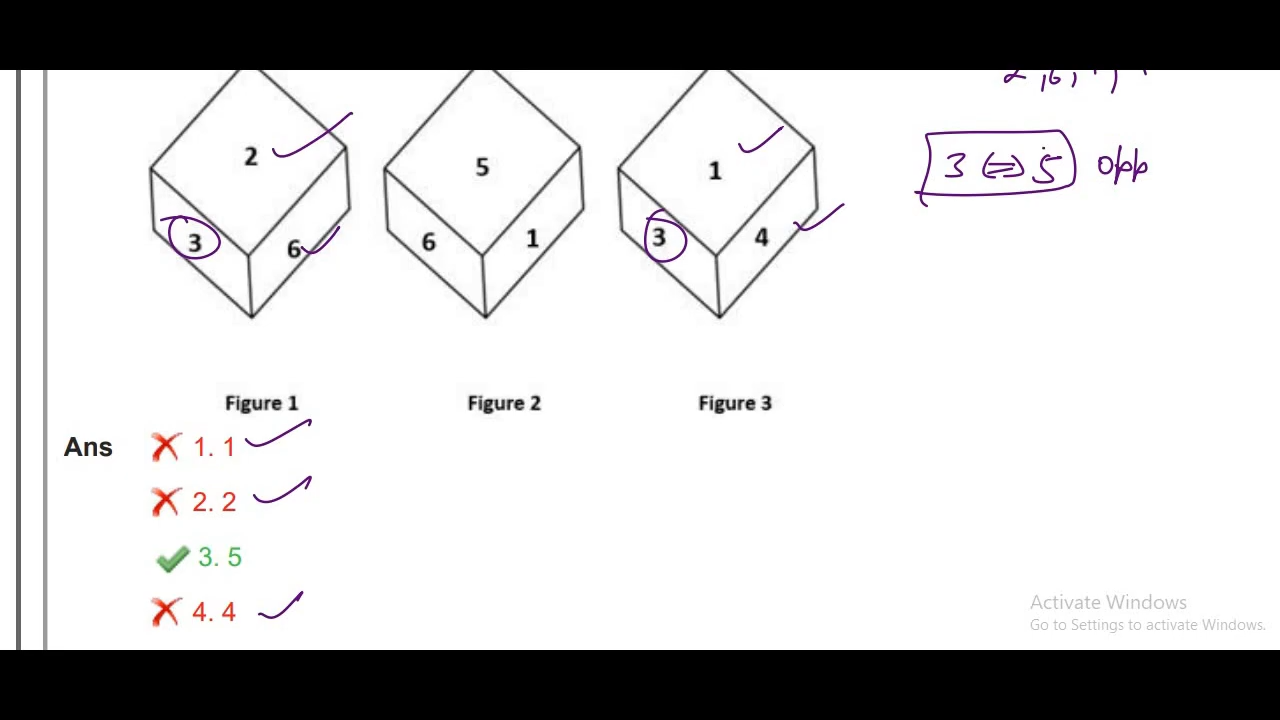 3 ⇔ 5 opp
2
5
1
3
6
6
1
3
4
Figure 1
Figure 2
Figure 3
Ans
1. 1
2. 2
3. 5
4. 4
Activate Windows
Go to Settings to activate Windows.